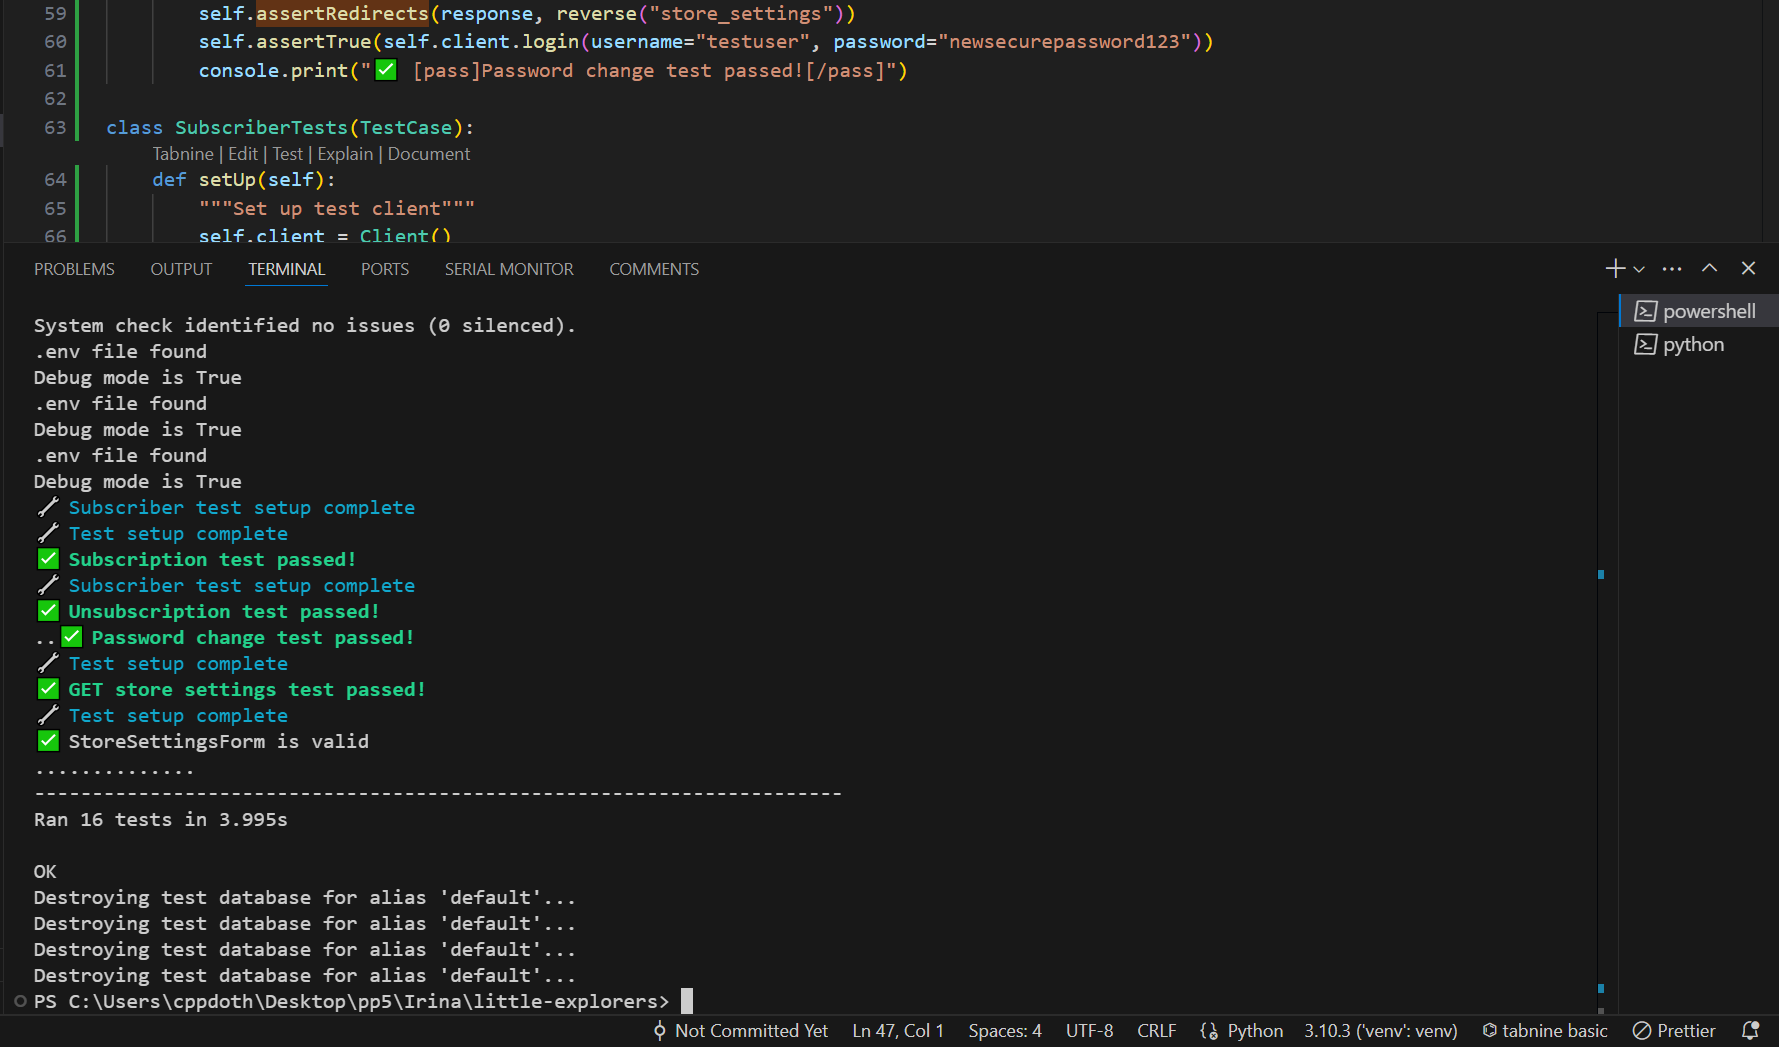 59 self.assertRedirects(response, reverse("store_settings"))
60 self.assertTrue(self.client.login(username="testuser", password="newsecurepassword123"))
61 console.print("✅ [pass]Password change test passed![/pass]")
62
63 class SubscriberTests(TestCase):
Tabnine | Edit | Test | Explain | Document
64 def setUp(self):
65 """Set up test client"""
66 self.client = Client()
PROBLEMS OUTPUT TERMINAL PORTS SERIAL MONITOR COMMENTS
powershell
python
System check identified no issues (0 silenced).
.env file found
Debug mode is True
.env file found
Debug mode is True
.env file found
Debug mode is True
🔧 Subscriber test setup complete
🔧 Test setup complete
✅ Subscription test passed!
🔧 Subscriber test setup complete
✅ Unsubscription test passed!
..✅ Password change test passed!
🔧 Test setup complete
✅ GET store settings test passed!
🔧 Test setup complete
✅ StoreSettingsForm is valid
..............
----------------------------------------------------------------------
Ran 16 tests in 3.995s
OK
Destroying test database for alias 'default'...
Destroying test database for alias 'default'...
Destroying test database for alias 'default'...
Destroying test database for alias 'default'...
PS C:\Users\cppdoth\Desktop\pp5\Irina\little-explorers>
Not Committed Yet Ln 47, Col 1 Spaces: 4 UTF-8 CRLF Python 3.10.3 ('venv': venv) tabnine basic Prettier